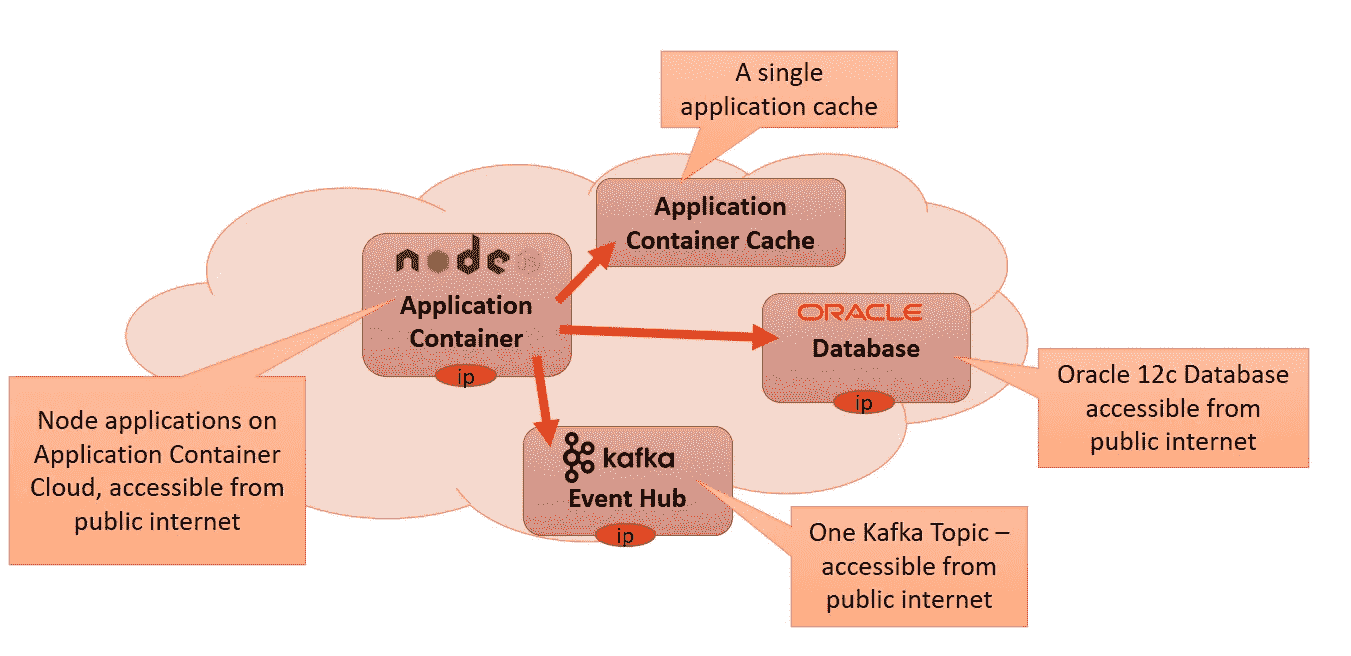 A single
application cache
Application
Container Cache
node JS
Application
Container
ip
ORACLE
Database
ip
Oracle 12c Database
accessible from
public internet
Node applications on
Application Container
Cloud, accessible from
public internet
kafka
Event Hub
ip
One Kafka Topic –
accessible from
public internet